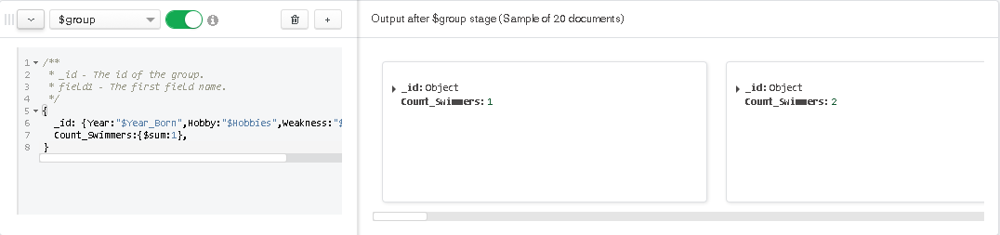 $group
Output after $group stage (Sample of 20 documents)
1 /**
2 * _id - The id of the group.
3 * field1 - The first field name.
4 */
5 {
6 _id: {Year:"$Year_Born",Hobby:"$Hobbies",Weakness:"$
7 Count_Swimmers:{$sum:1},
8 }
_id: Object
Count_Swimmers: 1
_id: Object
Count_Swimmers: 2